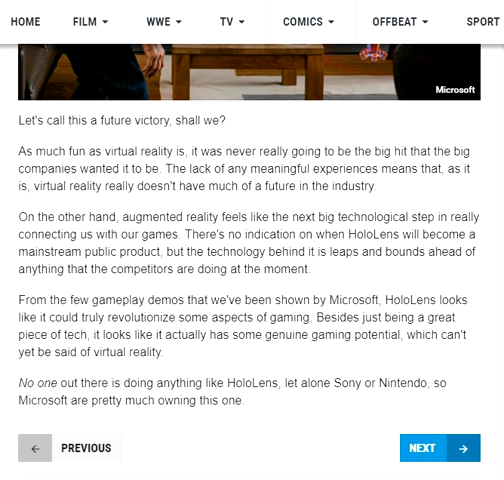 HOME FILM WWE TV COMICS OFFBEAT SPORT
Microsoft
Let's call this a future victory, shall we?
As much fun as virtual reality is, it was never really going to be the big hit that the big
companies wanted it to be. The lack of any meaningful experiences means that, as it
is, virtual reality really doesn't have much of a future in the industry.
On the other hand, augmented reality feels like the next big technological step in really
connecting us with our games. There's no indication on when HoloLens will become a
mainstream public product, but the technology behind it is leaps and bounds ahead of
anything that the competitors are doing at the moment.
From the few gameplay demos that we've been shown by Microsoft, HoloLens looks
like it could truly revolutionize some aspects of gaming. Besides just being a great
piece of tech, it looks like it actually has some genuine gaming potential, which can't
yet be said of virtual reality.
No one out there is doing anything like HoloLens, let alone Sony or Nintendo, so
Microsoft are pretty much owning this one.
← PREVIOUS NEXT →